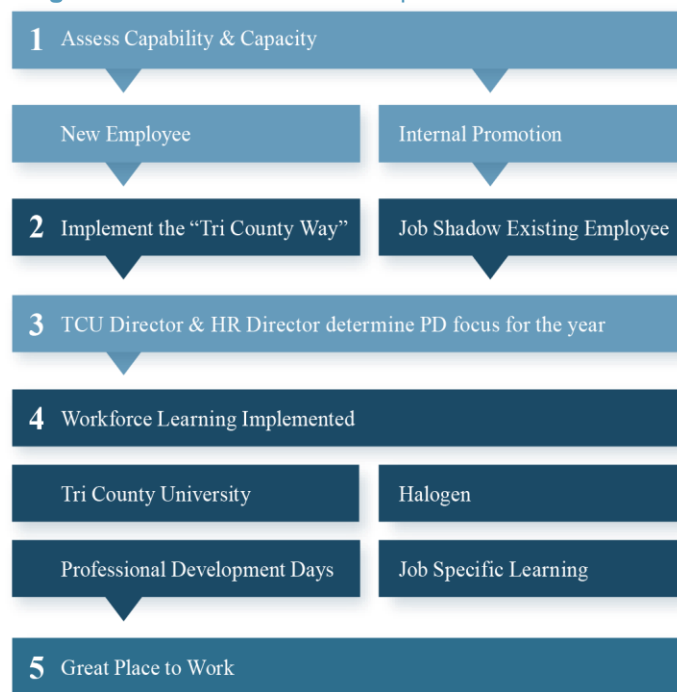 1 Assess Capability & Capacity
New Employee
Internal Promotion
2 Implement the “Tri County Way”
Job Shadow Existing Employee
3 TCU Director & HR Director determine PD focus for the year
4 Workforce Learning Implemented
Tri County University
Halogen
Professional Development Days
Job Specific Learning
5 Great Place to Work